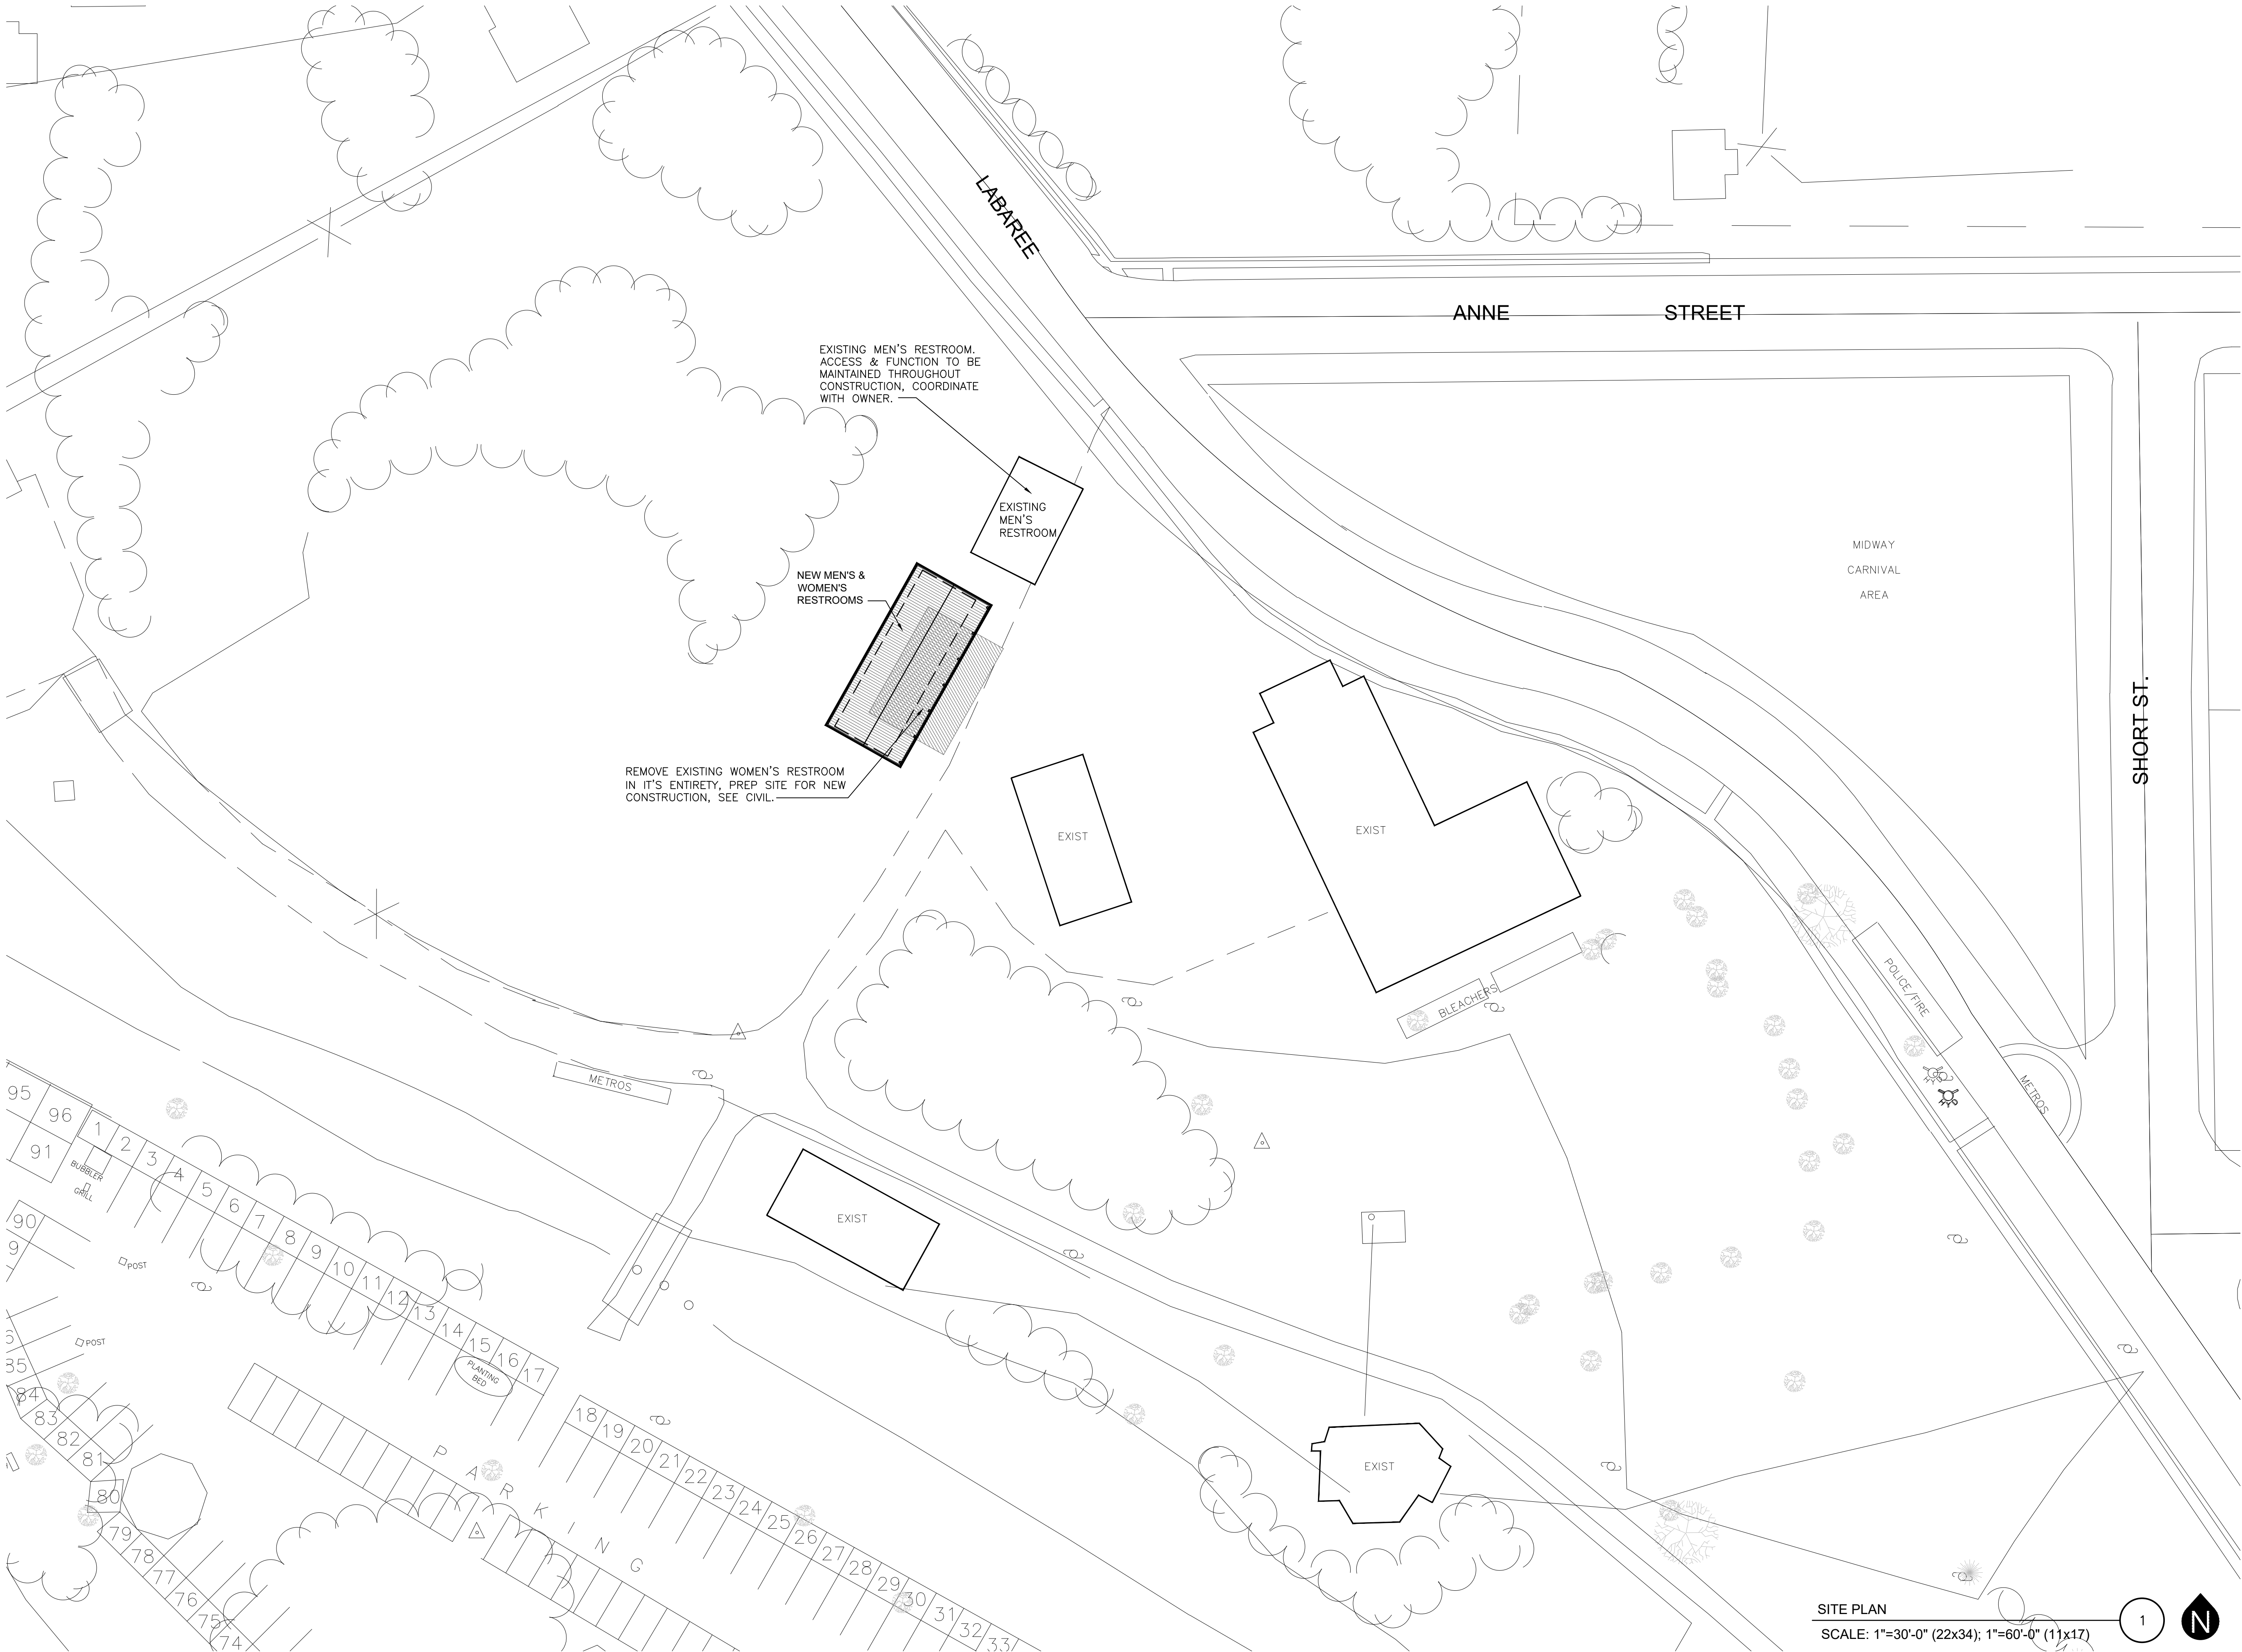 LABAREE
ANNE STREET
EXISTING MEN'S RESTROOM.
ACCESS & FUNCTION TO BE
MAINTAINED THROUGHOUT
CONSTRUCTION, COORDINATE
WITH OWNER.
EXISTING
MEN'S
RESTROOM
NEW MEN'S &
WOMEN'S
RESTROOMS
MIDWAY
CARNIVAL
AREA
SHORT ST.
REMOVE EXISTING WOMEN'S RESTROOM
IN IT'S ENTIRETY, PREP SITE FOR NEW
CONSTRUCTION, SEE CIVIL.
EXIST
EXIST
BLEACHERS
POLICE/FIRE
METROS
METROS
EXIST
EXIST
95
96
91
90
9
1
2
3
4
5
6
7
8
9
10
11
12
13
14
15
16
17
BUBBLER
GRILL
POST
POST
PLANTING
BED
85
84
83
82
81
80
79
78
77
76
75
74
18
19
20
21
22
23
24
25
26
27
28
29
30
31
32
33
PARKING
SITE PLAN
SCALE: 1"=30'-0" (22x34); 1"=60'-0" (11x17)
1
N